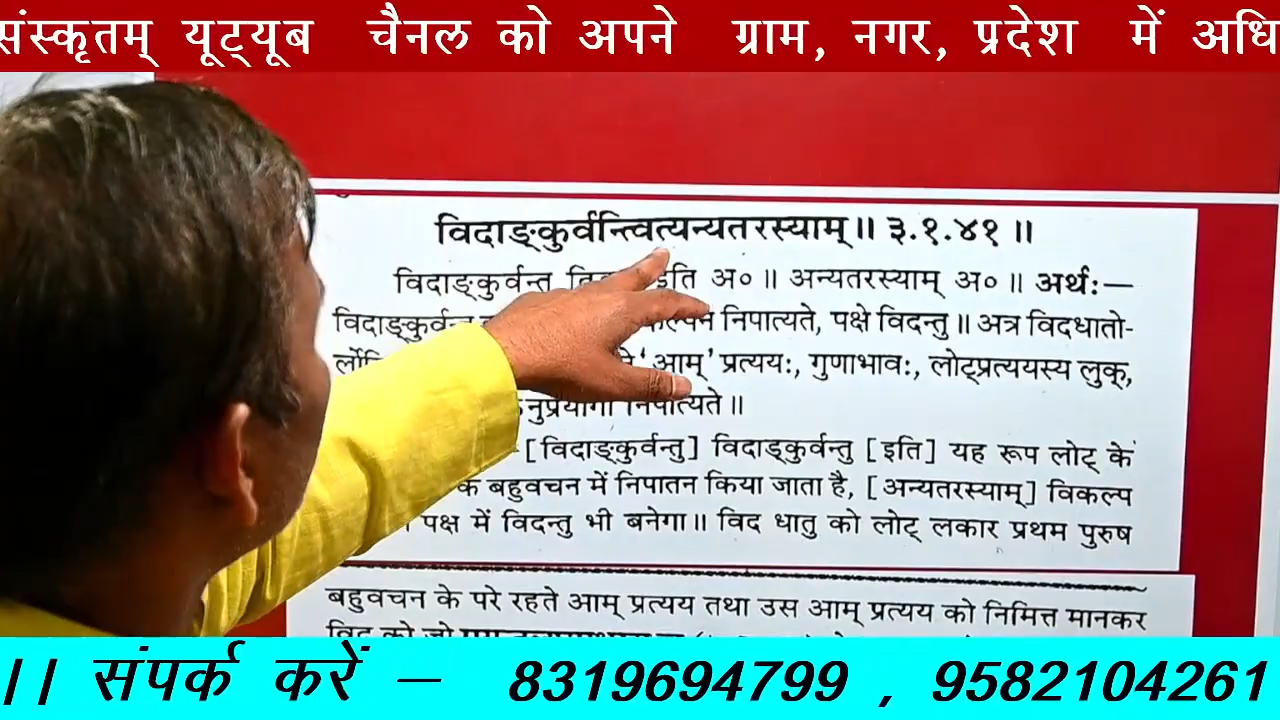 संस्कृतम् यूट्यूब चैनल को अपने ग्राम, नगर, प्रदेश में अधि
विदाङ्कुर्वन्त्वित्यन्यतरस्याम्॥ ३.१.४१ ॥
विदाङ्कुर्वन्तु इति अ० ॥ अन्यतरस्याम् अ० ॥ अर्थ:—
विदाङ्कुर्वन्तु निपात्यते, पक्षे विदन्तु ॥ अत्र विदधातो-
'आम्' प्रत्यय:, गुणाभाव:, लोट्प्रत्ययस्य लुक्,
निपात्यते ॥
[विदाङ्कुर्वन्तु] विदाङ्कुर्वन्तु [इति] यह रूप लोट् के
बहुवचन में निपातन किया जाता है, [अन्यतरस्याम्] विकल्प
पक्ष में विदन्तु भी बनेगा ॥ विद धातु को लोट् लकार प्रथम पुरुष
बहुवचन के परे रहते आम् प्रत्यय तथा उस आम् प्रत्यय को निमित्त मानकर
।। संपर्क करें – 8319694799 , 9582104261